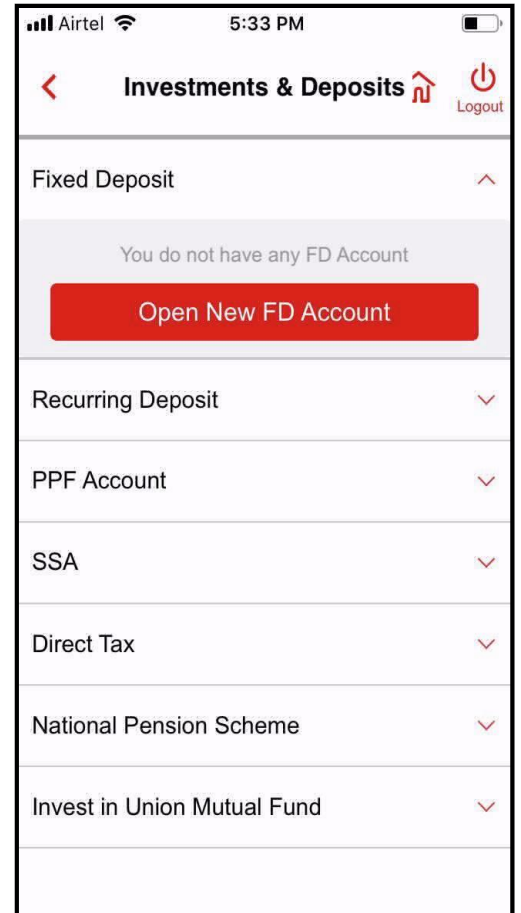 Airtel 5:33 PM
Investments & Deposits
Logout
Fixed Deposit
You do not have any FD Account
Open New FD Account
Recurring Deposit
PPF Account
SSA
Direct Tax
National Pension Scheme
Invest in Union Mutual Fund